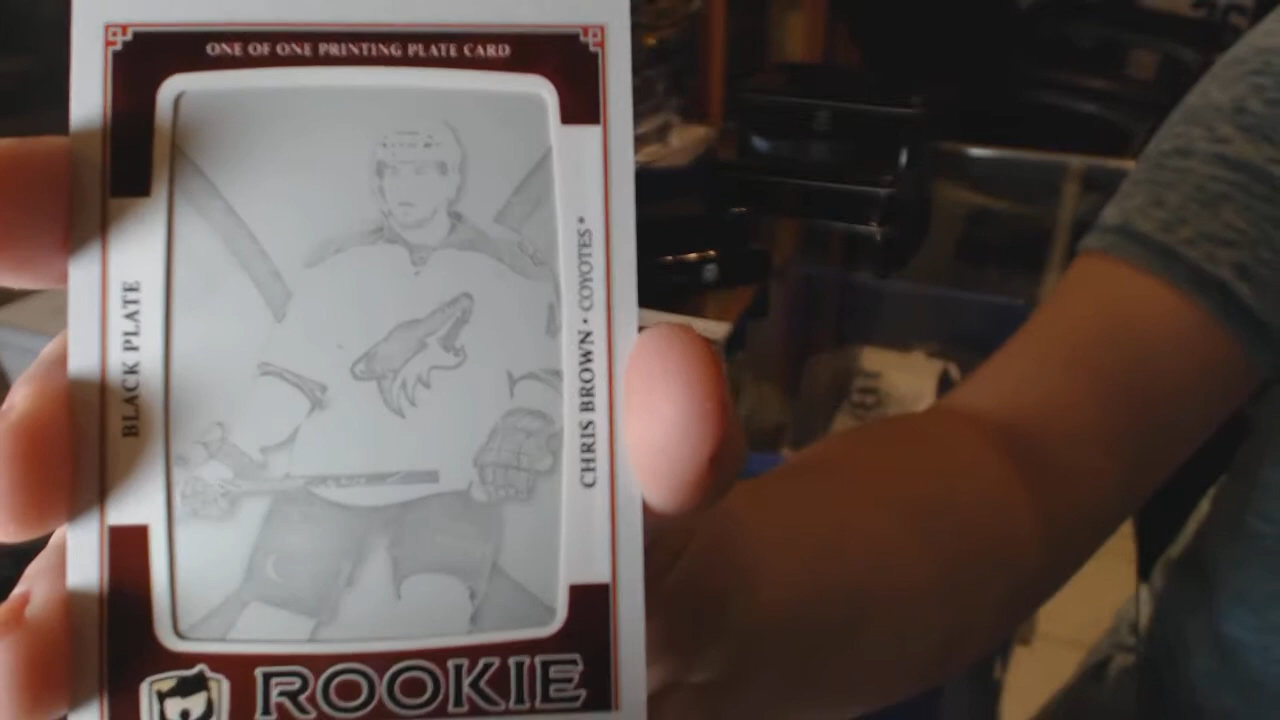 ONE OF ONE PRINTING PLATE CARD
BLACK PLATE
CHRIS BROWN · COYOTES*
ROOKIE